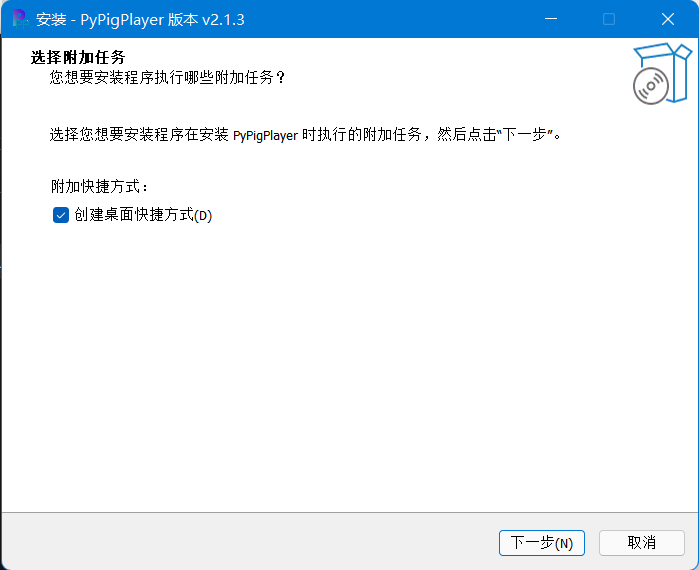 安装 - PyPigPlayer 版本 v2.1.3
选择附加任务
您想要安装程序执行哪些附加任务？
选择您想要安装程序在安装 PyPigPlayer 时执行的附加任务，然后点击“下一步”。
附加快捷方式：
创建桌面快捷方式(D)
下一步(N)
取消